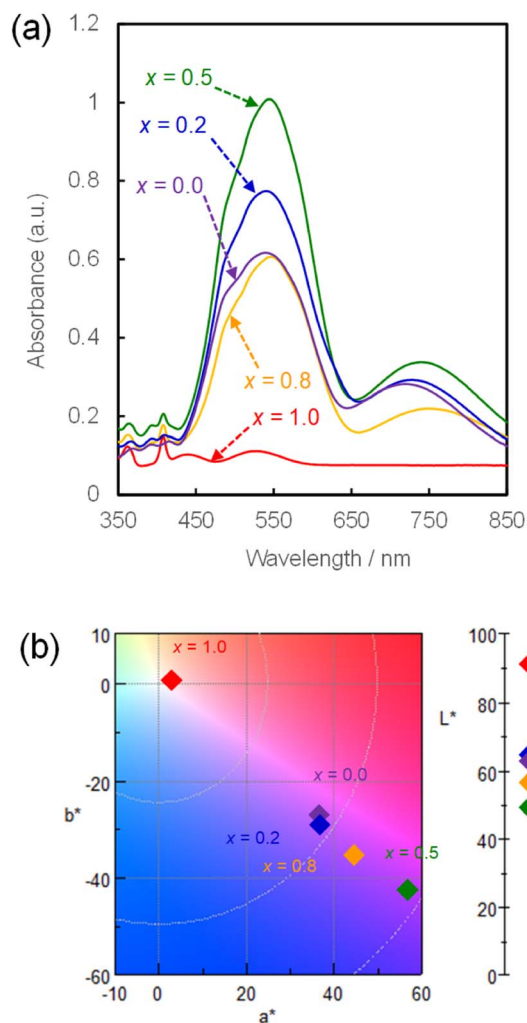 (a)
1.2
1
0.8
0.6
0.4
0.2
0
Absorbance (a.u.)
x = 0.5
x = 0.2
x = 0.0
x = 0.8
x = 1.0
350 450 550 650 750 850
Wavelength / nm
(b)
10
0
-20
-40
-60
b*
x = 1.0
x = 0.0
x = 0.2
x = 0.8
x = 0.5
-10 0 20 40 60
a*
100
80
60
40
20
0
L*